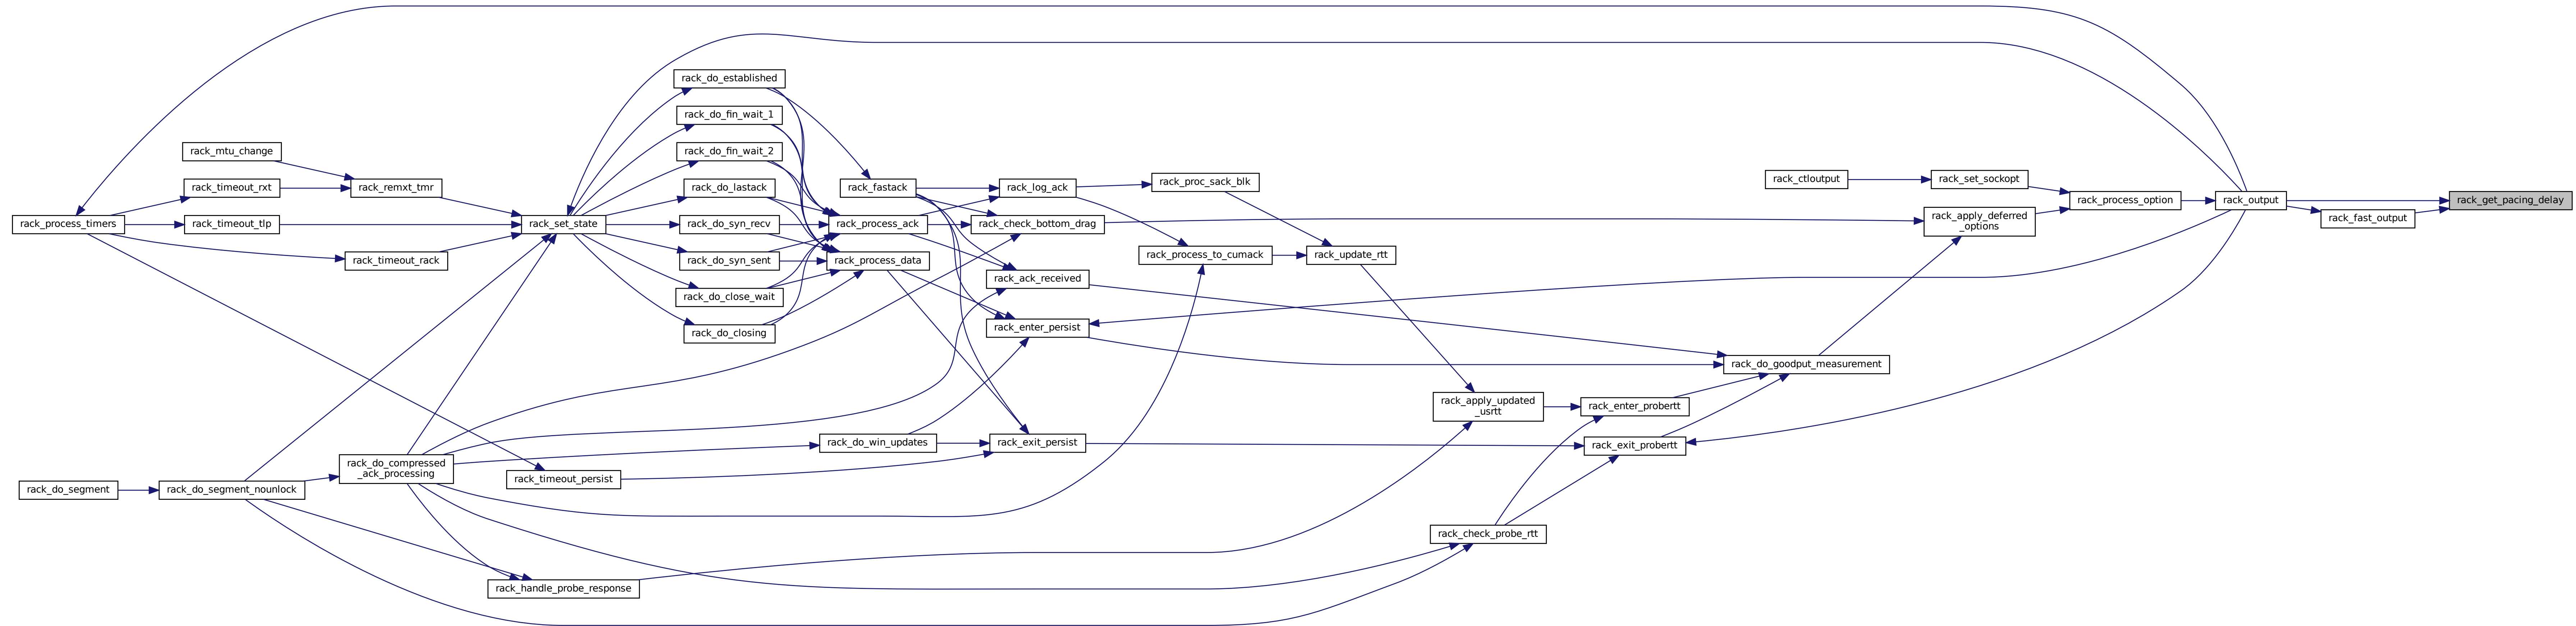 rack_do_established
rack_do_fin_wait_1
rack_mtu_change
rack_do_fin_wait_2
rack_timeout_rxt
rack_remxt_tmr
rack_do_lastack
rack_fastack
rack_log_ack
rack_proc_sack_blk
rack_ctloutput
rack_set_sockopt
rack_process_option
rack_output
rack_get_pacing_delay
rack_process_timers
rack_timeout_tlp
rack_set_state
rack_do_syn_recv
rack_process_ack
rack_check_bottom_drag
rack_apply_deferred
_options
rack_fast_output
rack_timeout_rack
rack_do_syn_sent
rack_process_data
rack_process_to_cumack
rack_update_rtt
rack_ack_received
rack_do_close_wait
rack_do_closing
rack_enter_persist
rack_do_goodput_measurement
rack_apply_updated
_usrtt
rack_enter_probertt
rack_do_win_updates
rack_exit_persist
rack_exit_probertt
rack_do_compressed
_ack_processing
rack_timeout_persist
rack_do_segment
rack_do_segment_nounlock
rack_check_probe_rtt
rack_handle_probe_response